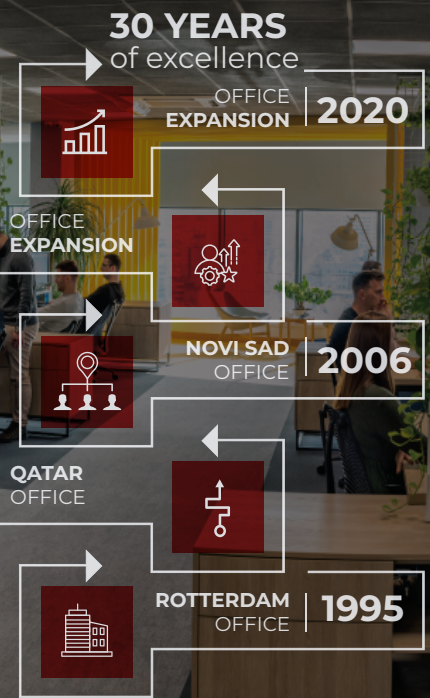 30 YEARS
of excellence
OFFICE
EXPANSION
2020
OFFICE
EXPANSION
NOVI SAD
OFFICE
2006
QATAR
OFFICE
ROTTERDAM
OFFICE
1995